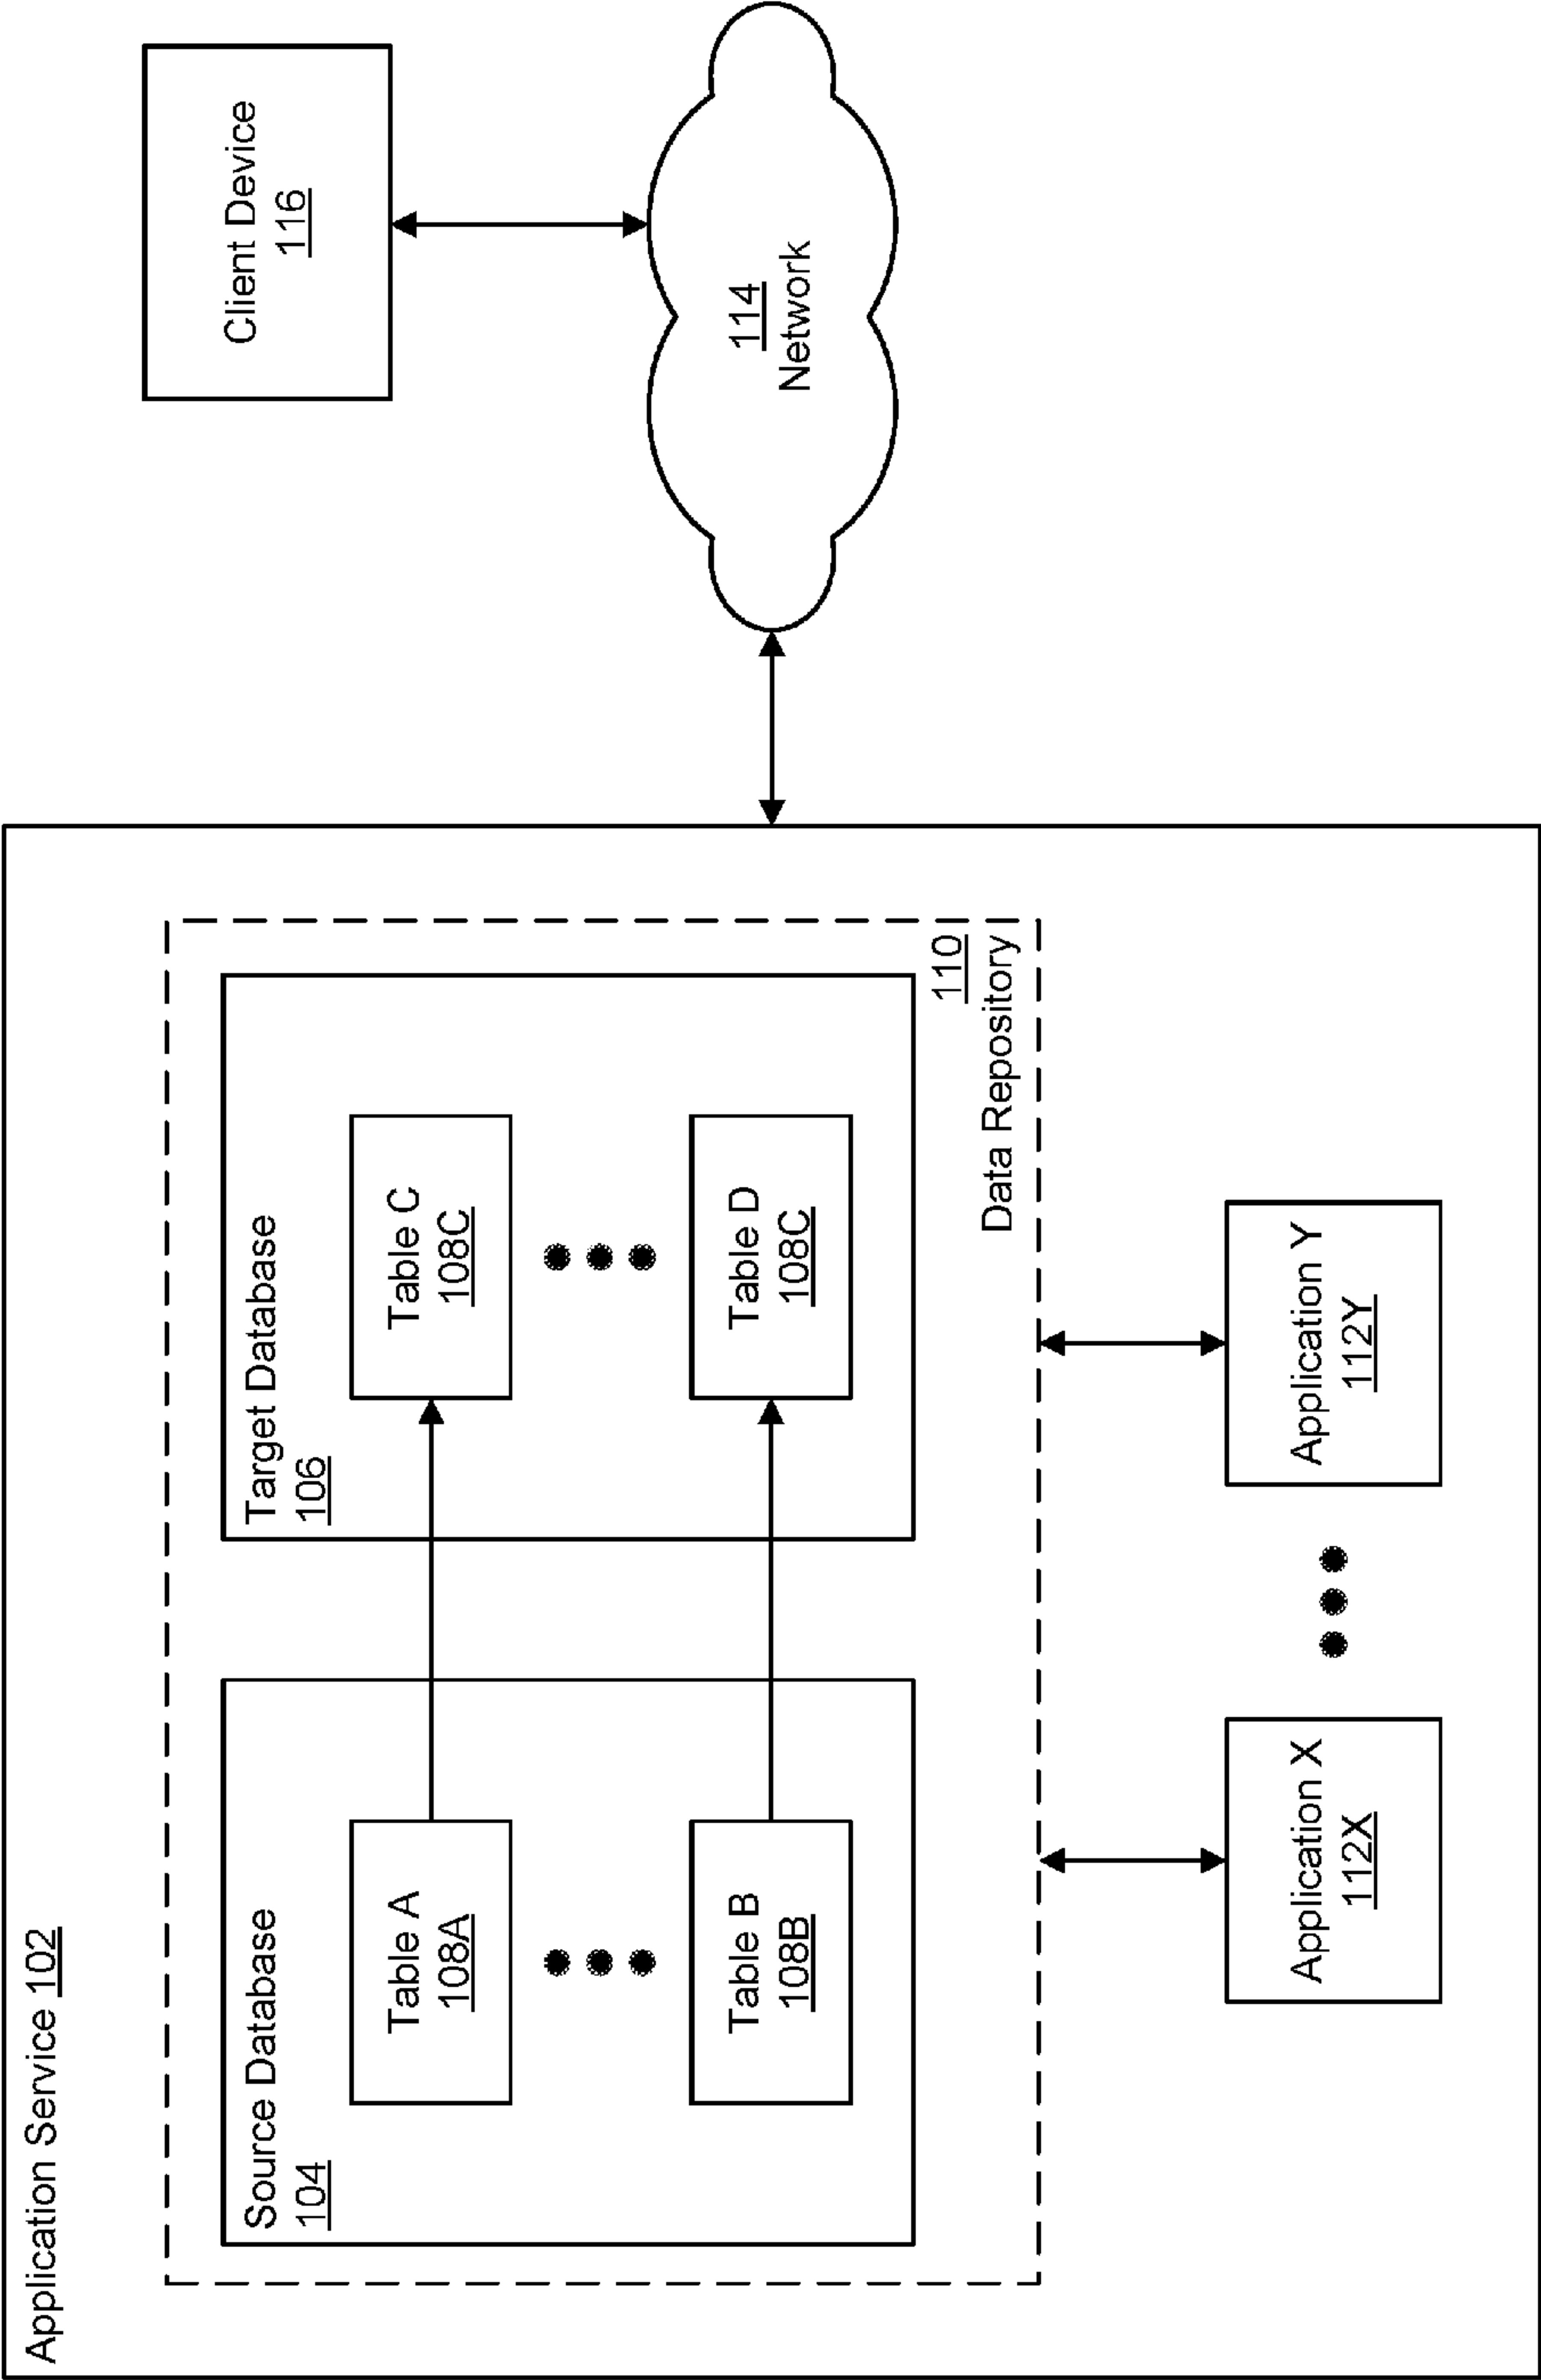 Application Service 102
Source Database
104
Table A
108A
Table B
108B
Target Database
106
Table C
108C
Table D
108C
110
Data Repository
Application X
112X
Application Y
112Y
Client Device
116
114
Network